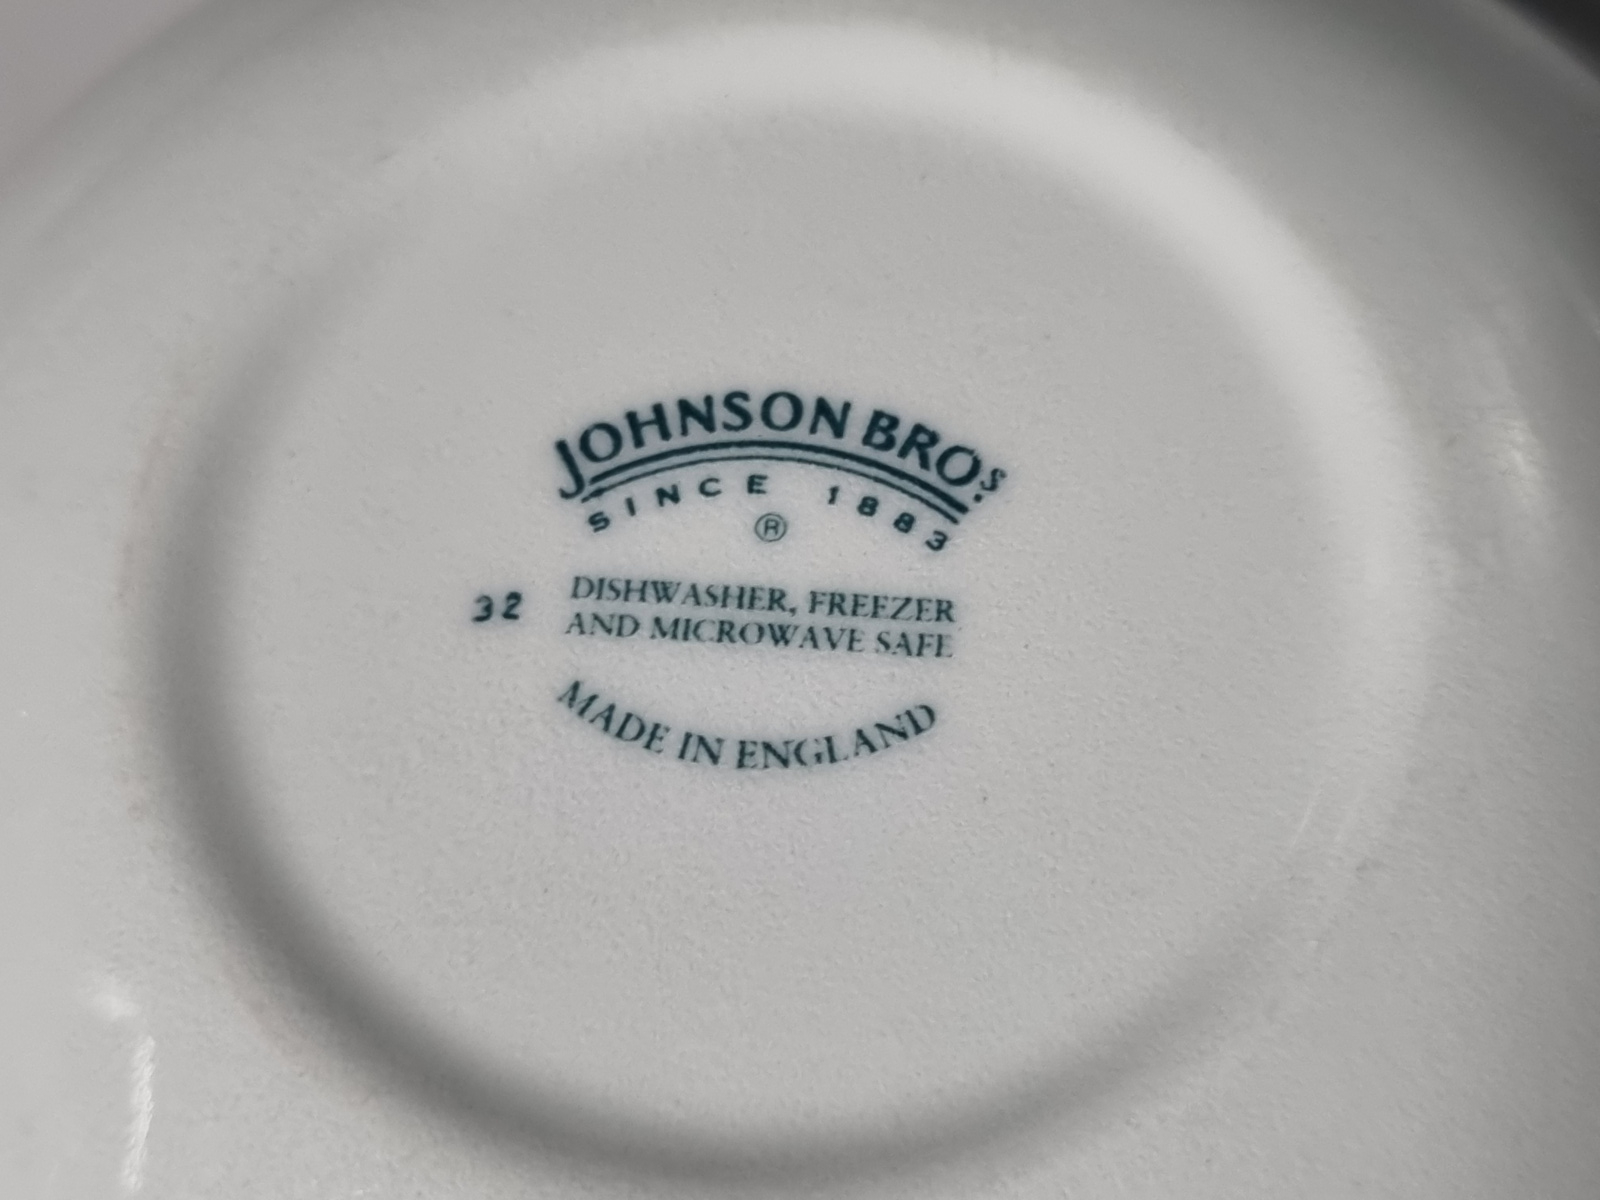 JOHNSON BROS.
SINCE 1883
®
32
DISHWASHER, FREEZER
AND MICROWAVE SAFE
MADE IN ENGLAND